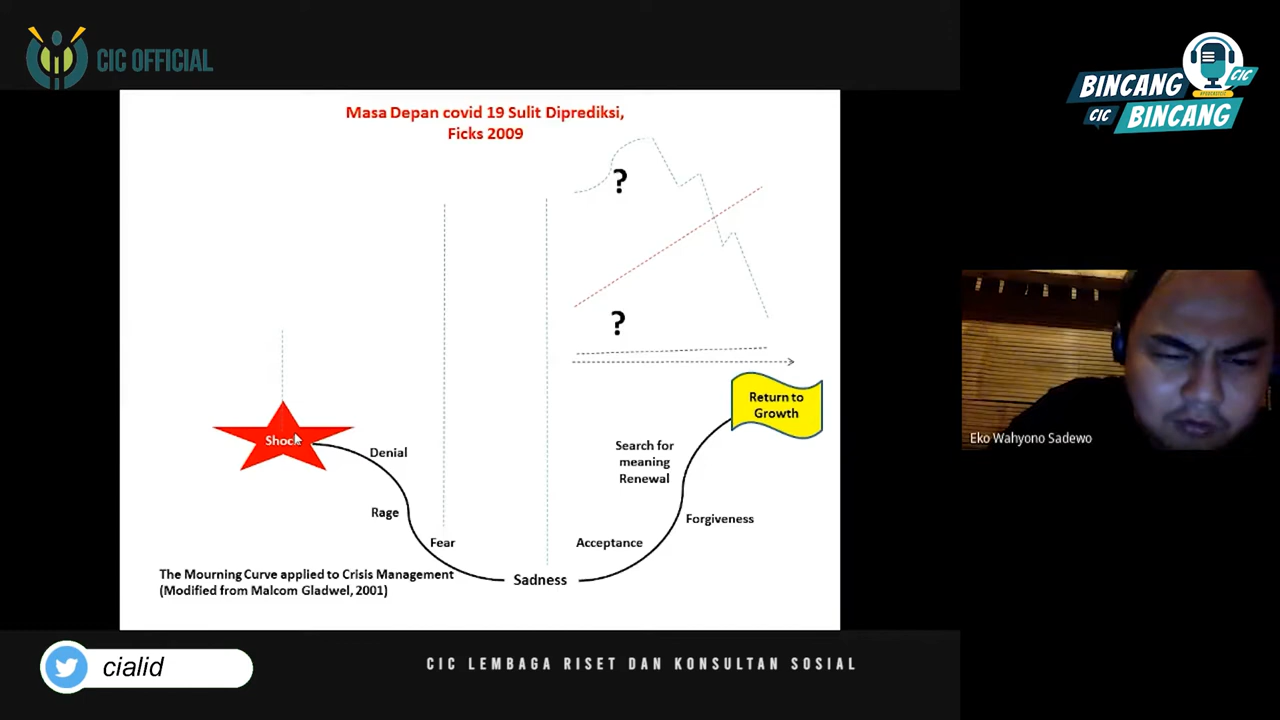 CIC OFFICIAL
BINCANG
CIC
#PODCASTCIC
CIC
BINCANG
Masa Depan covid 19 Sulit Diprediksi,
Ficks 2009
?
?
Return to
Growth
Shock
Denial
Search for
meaning
Renewal
Rage
Forgiveness
Fear
Acceptance
Sadness
The Mourning Curve applied to Crisis Management
(Modified from Malcom Gladwel, 2001)
Eko Wahyono Sadewo
cialid
CIC LEMBAGA RISET DAN KONSULTAN SOSIAL